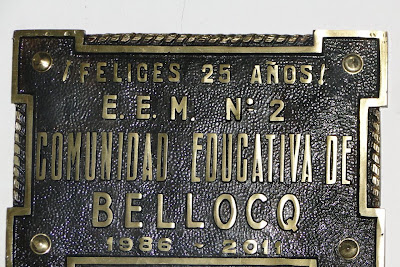 ¡FELICES 25 AÑOS!
E.E.M. Nº 2
COMUNIDAD EDUCATIVA DE
BELLOCQ
1986 - 2011